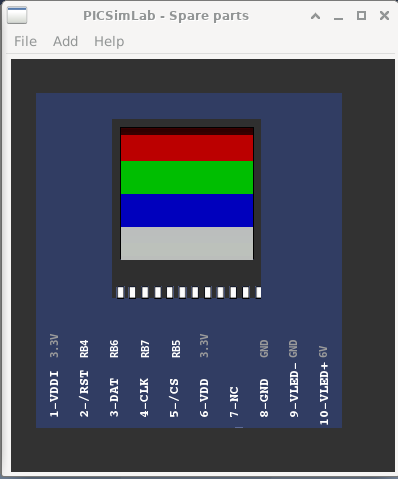 PICSimLab - Spare parts
File Add Help
1-VDDI 3.3V
2-/RST RB4
3-DAT RB6
4-CLK RB7
5-/CS RB5
6-VDD 3.3V
7-NC
8-GND GND
9-VLED- GND
10-VLED+ 6V